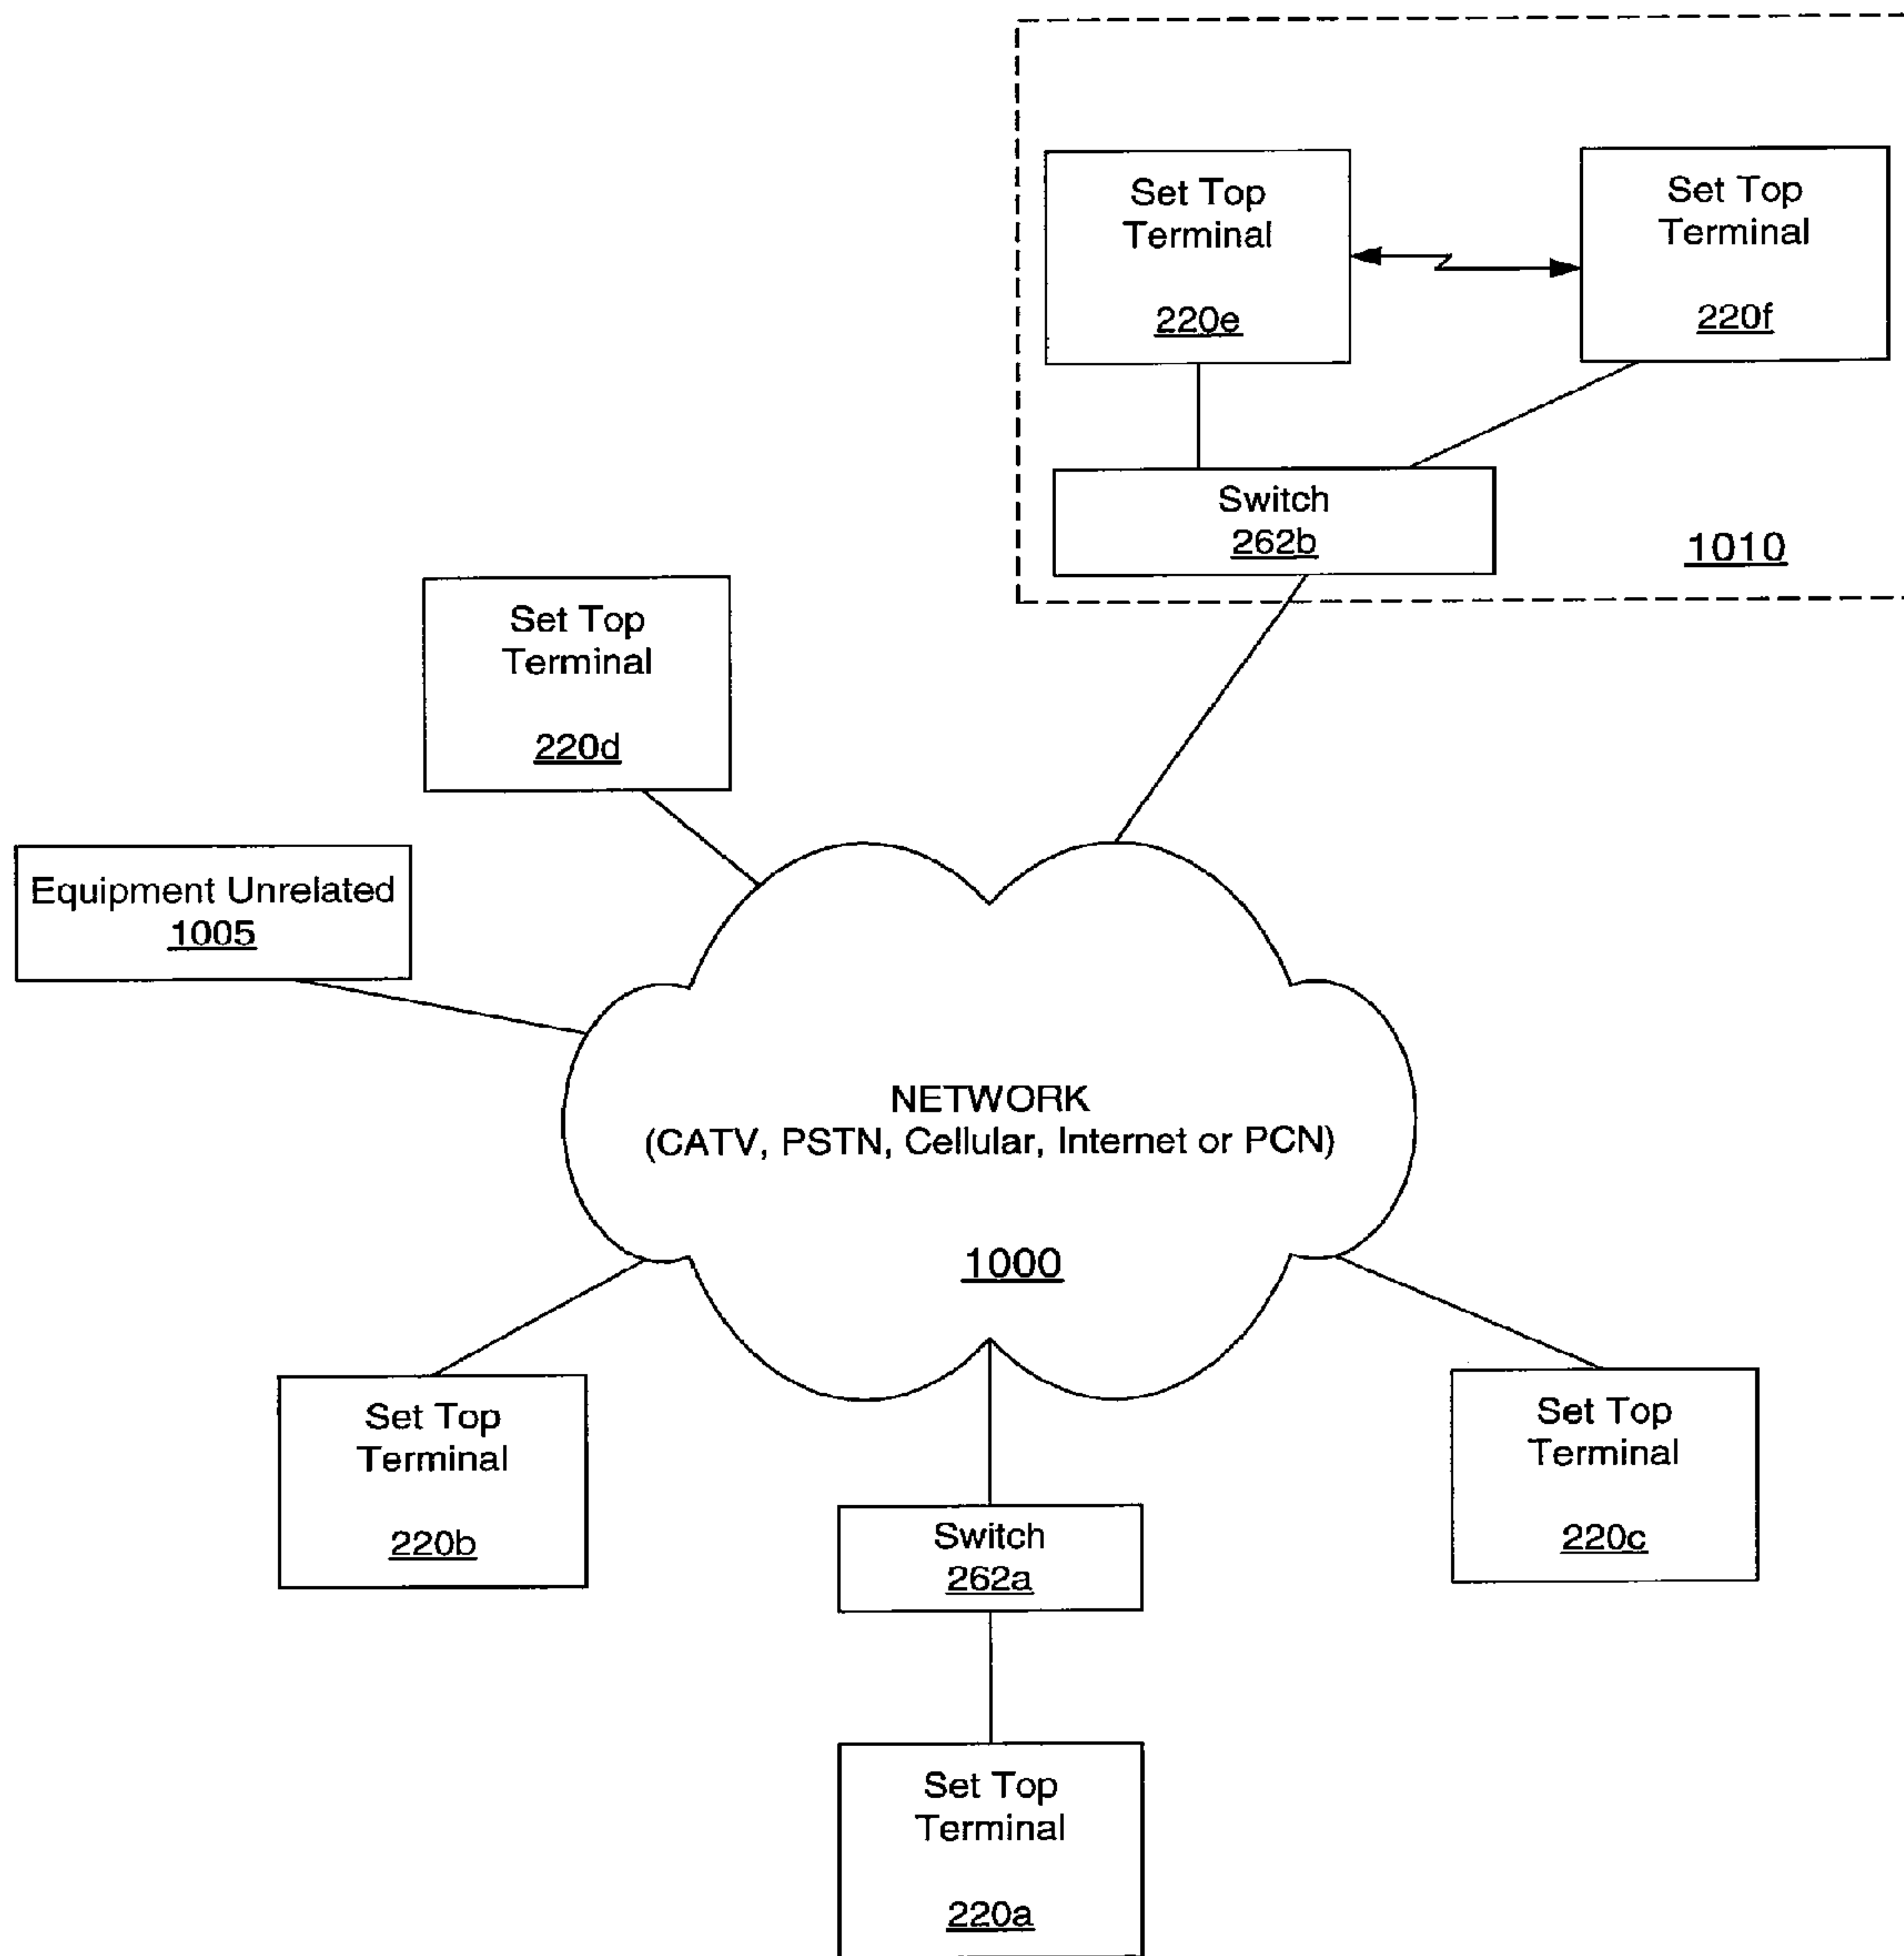 Set Top
Terminal
220e
Set Top
Terminal
220f
Switch
262b
1010
Set Top
Terminal
220d
Equipment Unrelated
1005
NETWORK
(CATV, PSTN, Cellular, Internet or PCN)
1000
Set Top
Terminal
220b
Switch
262a
Set Top
Terminal
220c
Set Top
Terminal
220a